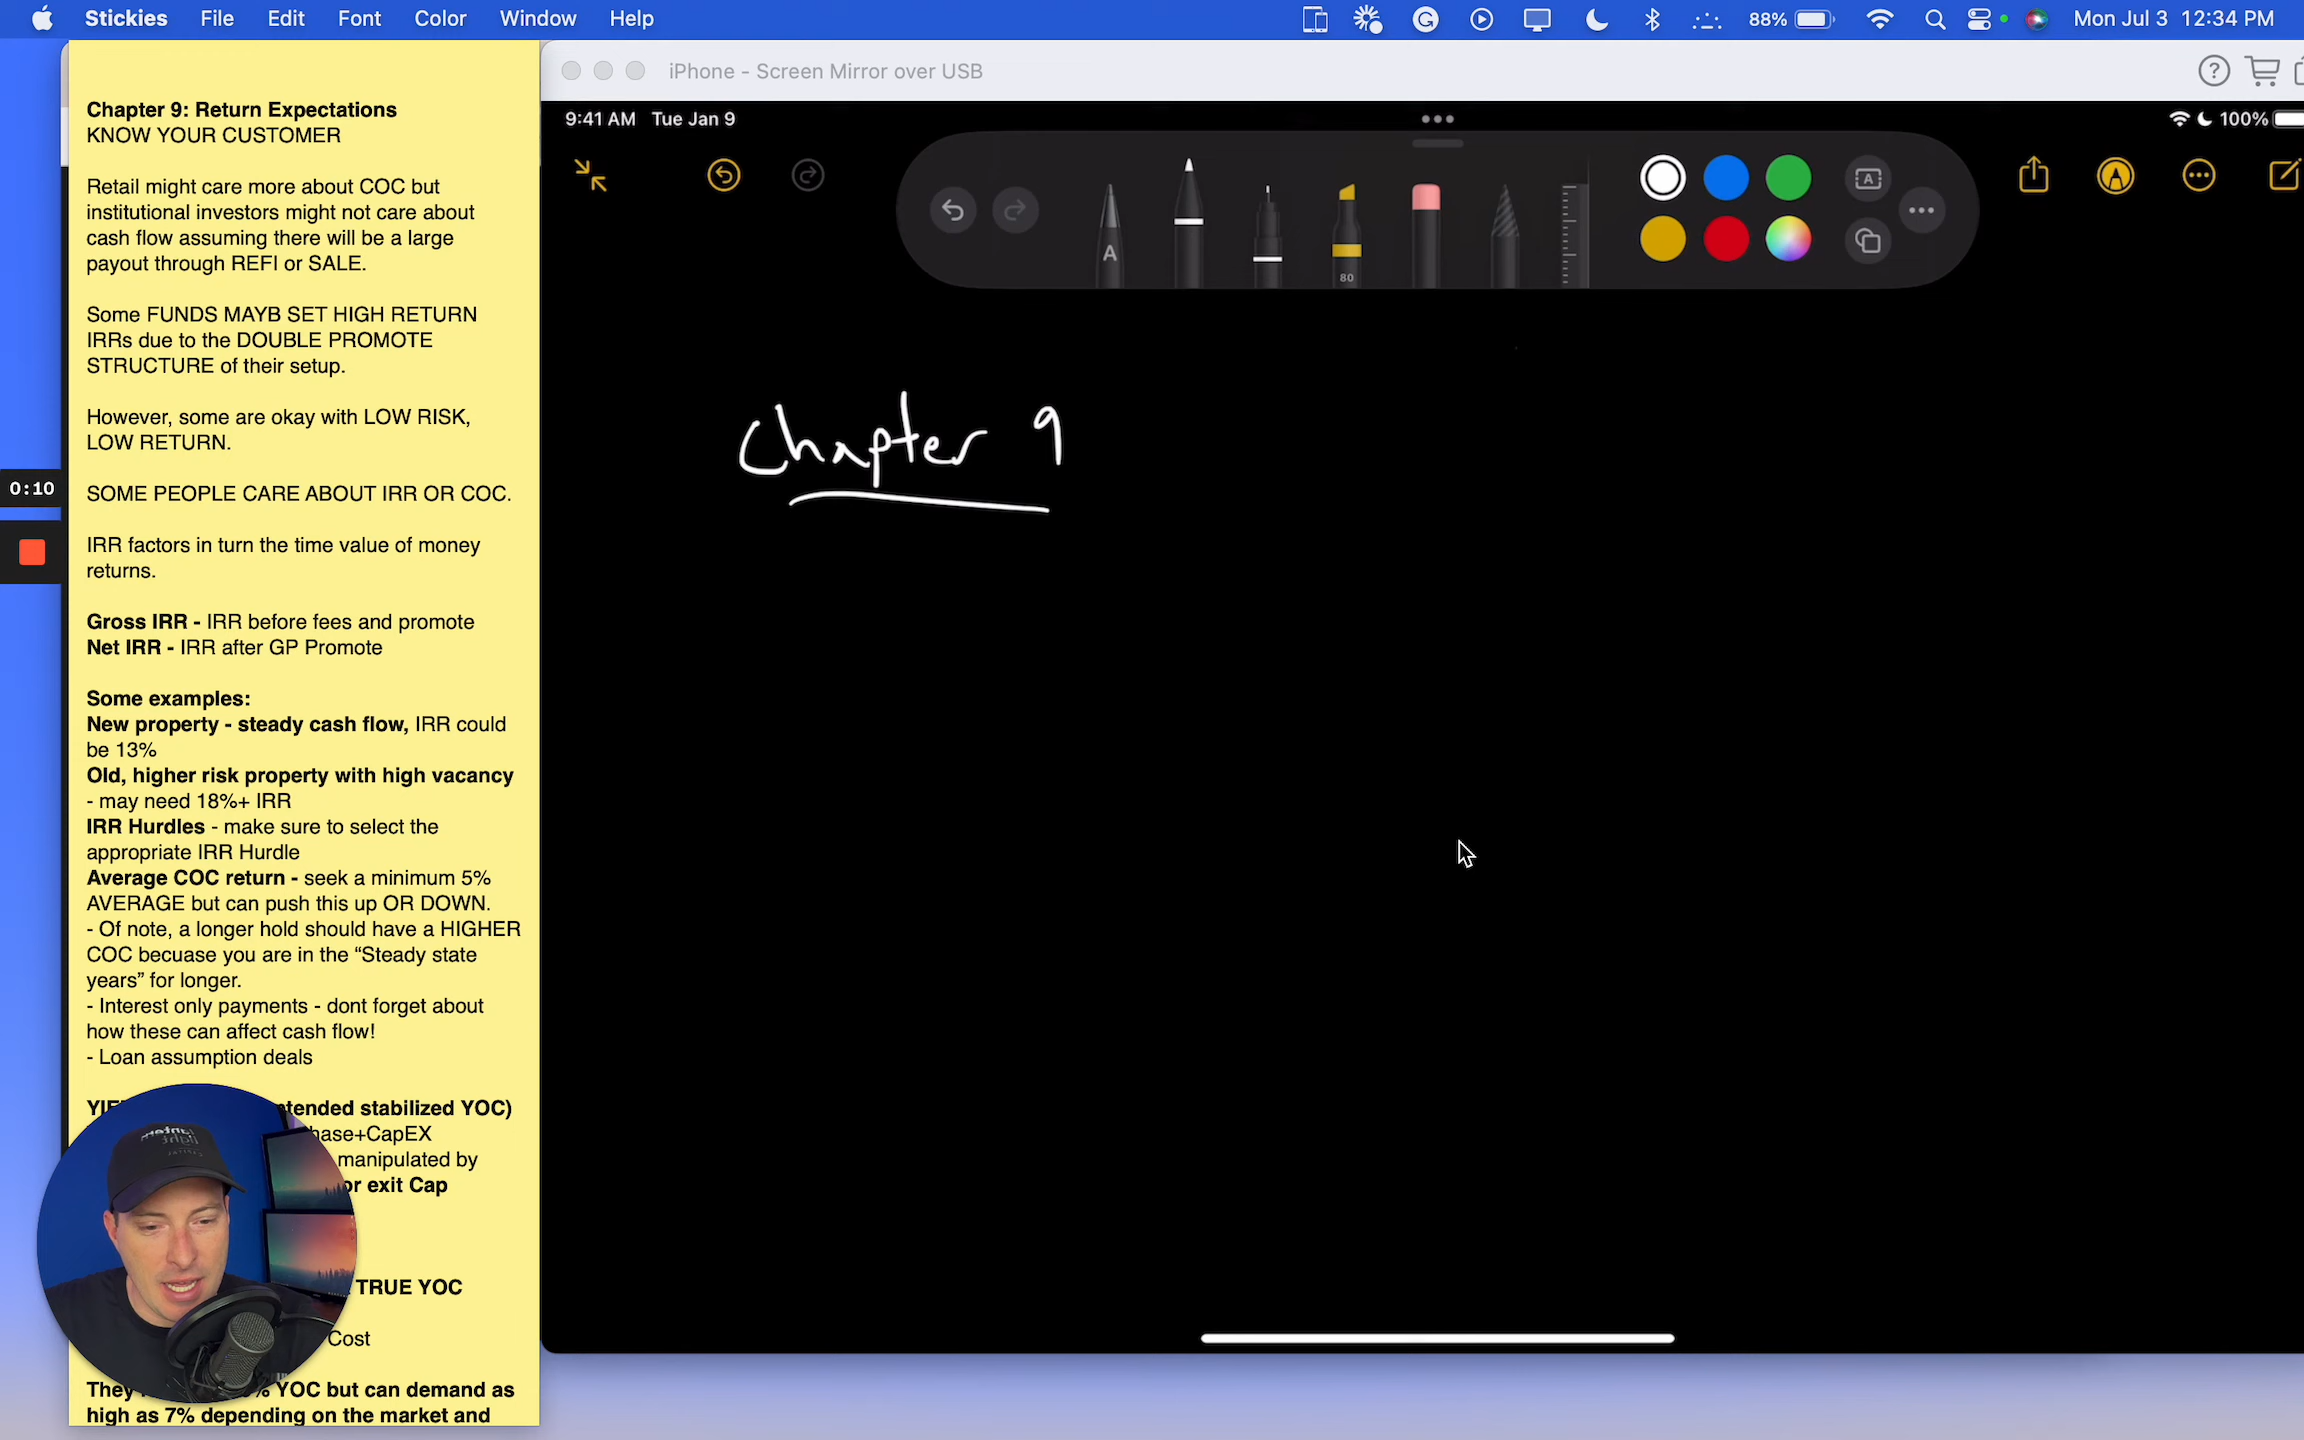 Stickies File Edit Font Color Window Help 88% Mon Jul 3 12:34 PM
iPhone - Screen Mirror over USB
9:41 AM Tue Jan 9 100%
A 80 A
Chapter 9
0:10
Chapter 9: Return Expectations
KNOW YOUR CUSTOMER
Retail might care more about COC but
institutional investors might not care about
cash flow assuming there will be a large
payout through REFI or SALE.
Some FUNDS MAYB SET HIGH RETURN
IRRs due to the DOUBLE PROMOTE
STRUCTURE of their setup.
However, some are okay with LOW RISK,
LOW RETURN.
SOME PEOPLE CARE ABOUT IRR OR COC.
IRR factors in turn the time value of money
returns.
Gross IRR - IRR before fees and promote
Net IRR - IRR after GP Promote
Some examples:
New property - steady cash flow, IRR could
be 13%
Old, higher risk property with high vacancy
- may need 18%+ IRR
IRR Hurdles - make sure to select the
appropriate IRR Hurdle
Average COC return - seek a minimum 5%
AVERAGE but can push this up OR DOWN.
- Of note, a longer hold should have a HIGHER
COC becuase you are in the “Steady state
years” for longer.
- Interest only payments - dont forget about
how these can affect cash flow!
- Loan assumption deals
stabilized YOC)
+CapEX
manipulated by
or exit Cap
TRUE YOC
Cost
They YOC but can demand as
high as 7% depending on the market and